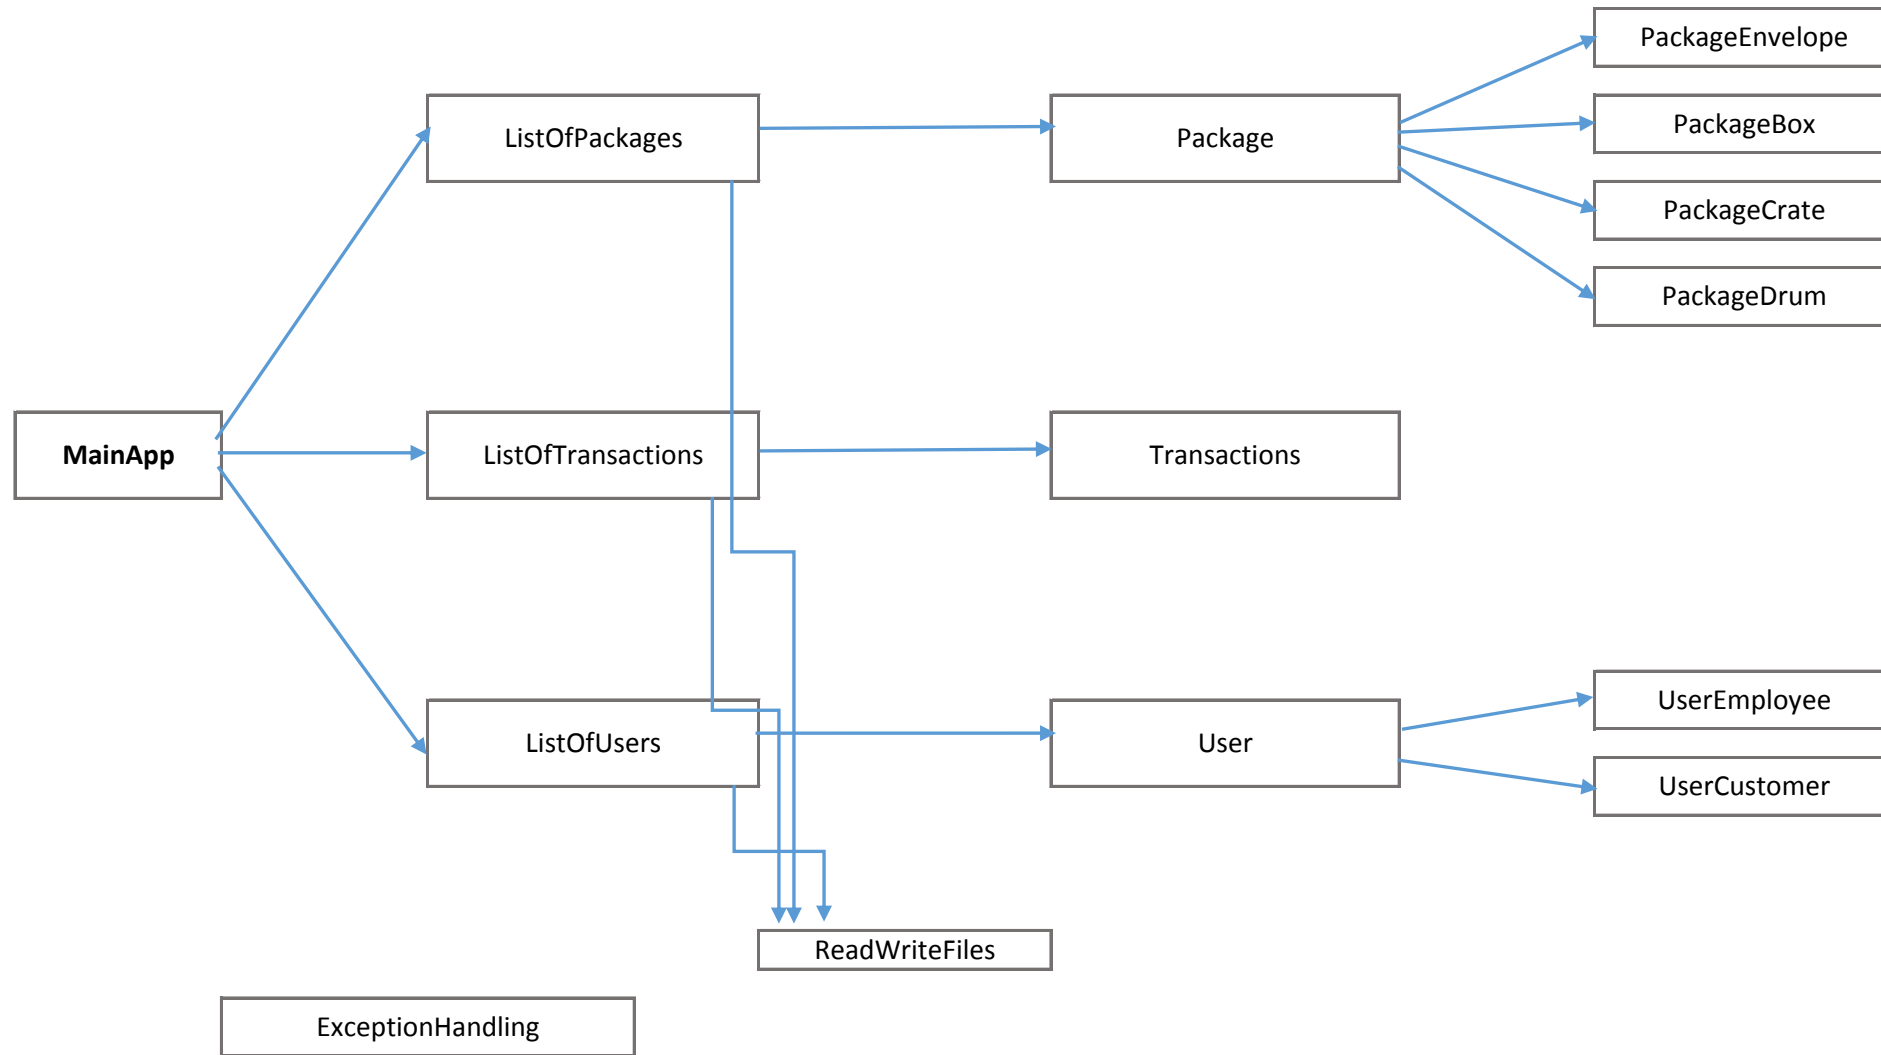 PackageEnvelope
ListOfPackages
Package
PackageBox
PackageCrate
PackageDrum
MainApp
ListOfTransactions
Transactions
UserEmployee
ListOfUsers
User
UserCustomer
ReadWriteFiles
ExceptionHandling